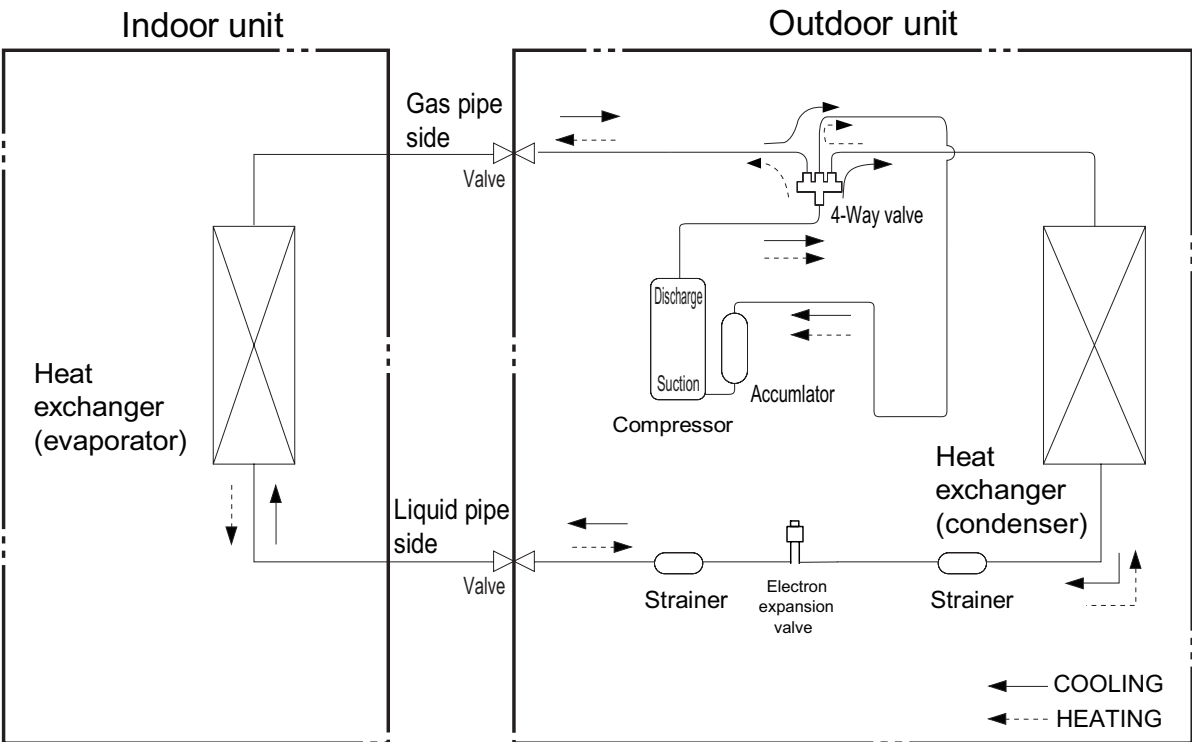 Indoor unit
Outdoor unit
Gas pipe
side
Valve
4-Way valve
Discharge
Suction
Accumlator
Compressor
Heat
exchanger
(evaporator)
Heat
exchanger
(condenser)
Liquid pipe
side
Valve
Strainer
Electron
expansion
valve
Strainer
COOLING
HEATING